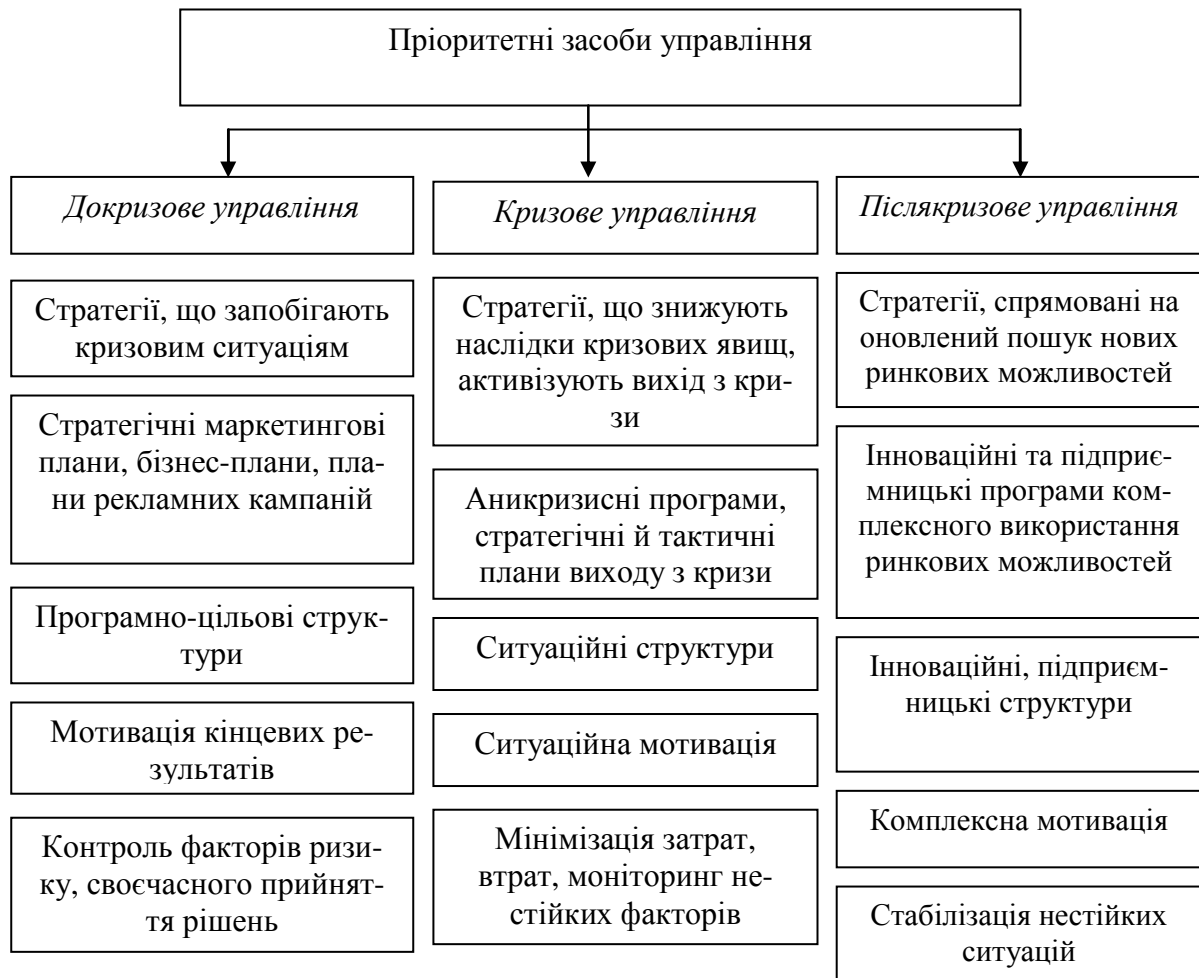 Пріоритетні засоби управління
Докризове управління
Стратегії, що запобігають
кризовим ситуаціям
Стратегічні маркетингові
плани, бізнес-плани, пла-
ни рекламних кампаній
Програмно-цільові струк-
тури
Мотивація кінцевих ре-
зультатів
Контроль факторів ризи-
ку, своєчасного прийнят-
тя рішень
Кризове управління
Стратегії, що знижують
наслідки кризових явищ,
активізують вихід з кри-
зи
Аникризисні програми,
стратегічні й тактичні
плани виходу з кризи
Ситуаційні структури
Ситуаційна мотивація
Мінімізація затрат,
втрат, моніторинг не-
стійких факторів
Післякризове управління
Стратегії, спрямовані на
оновлений пошук нових
ринкових можливостей
Інноваційні та підприє-
мницькі програми ком-
плексного використання
ринкових можливостей
Інноваційні, підприєм-
ницькі структури
Комплексна мотивація
Стабілізація нестійких
ситуацій